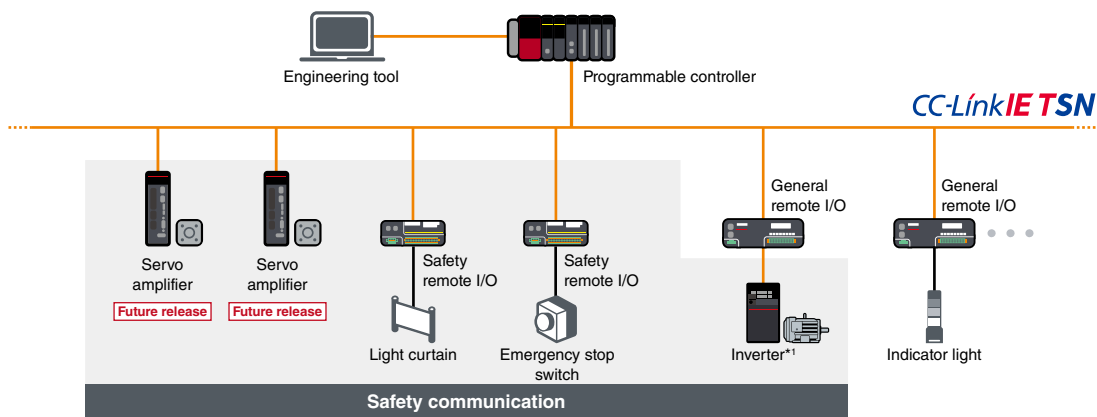 Engineering tool
Programmable controller
CC-Línk IE TSN
General
remote I/O
General
remote I/O
Servo
amplifier
Future release
Servo
amplifier
Future release
Safety
remote I/O
Safety
remote I/O
Light curtain
Emergency stop
switch
Inverter*1
Indicator light
Safety communication